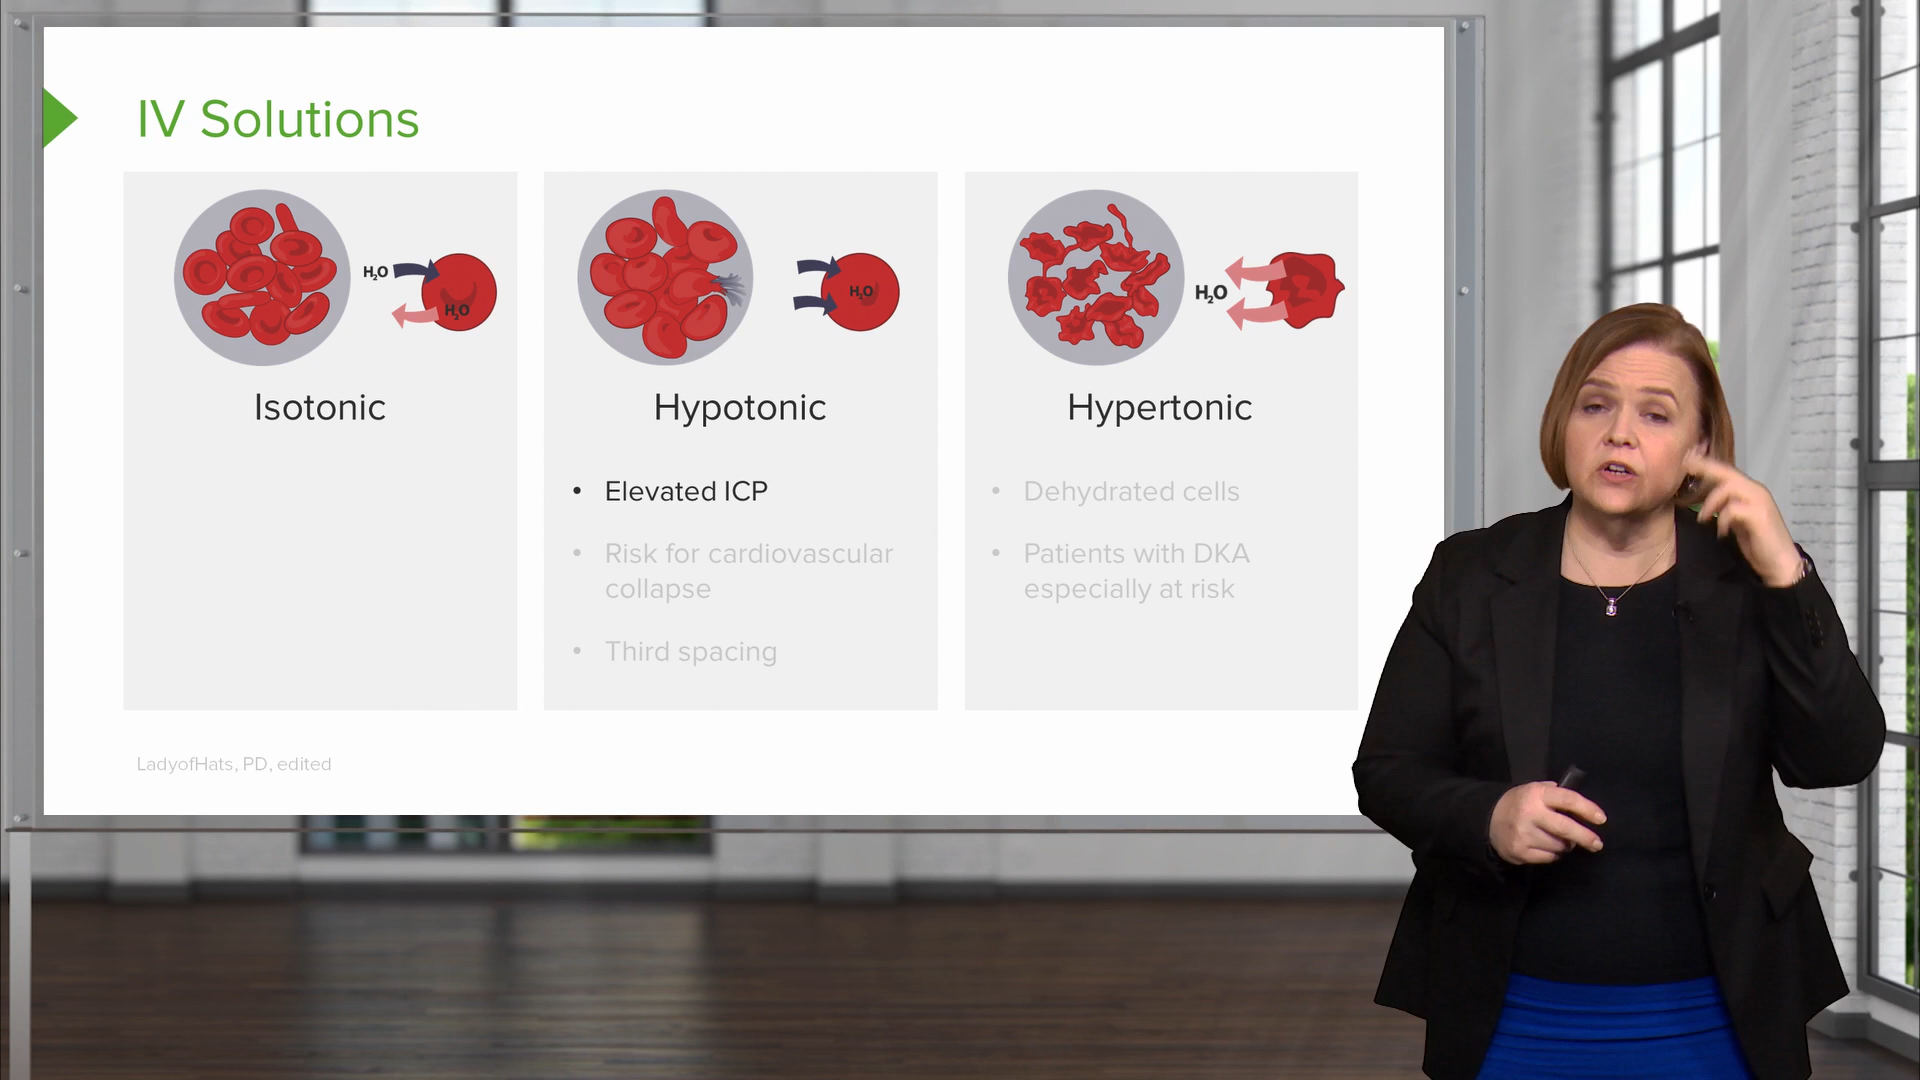 IV Solutions
H₂O
H₂O
Isotonic
H₂O
Hypotonic
• Elevated ICP
• Risk for cardiovascular
collapse
• Third spacing
H₂O
Hypertonic
• Dehydrated cells
• Patients with DKA
especially at risk
LadyofHats, PD, edited